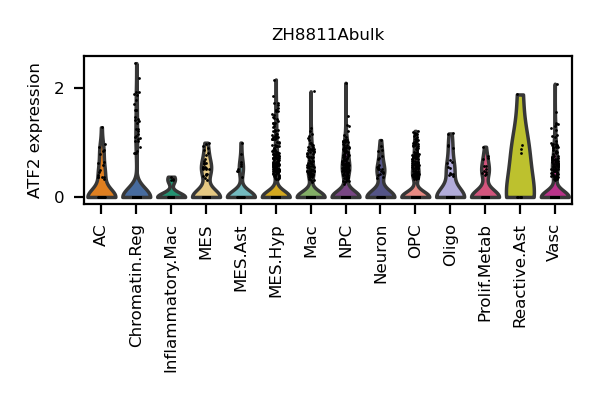 ZH8811Abulk
ATF2 expression
2
0
AC
Chromatin.Reg
Inflammatory.Mac
MES
MES.Ast
MES.Hyp
Mac
NPC
Neuron
OPC
Oligo
Prolif.Metab
Reactive.Ast
Vasc